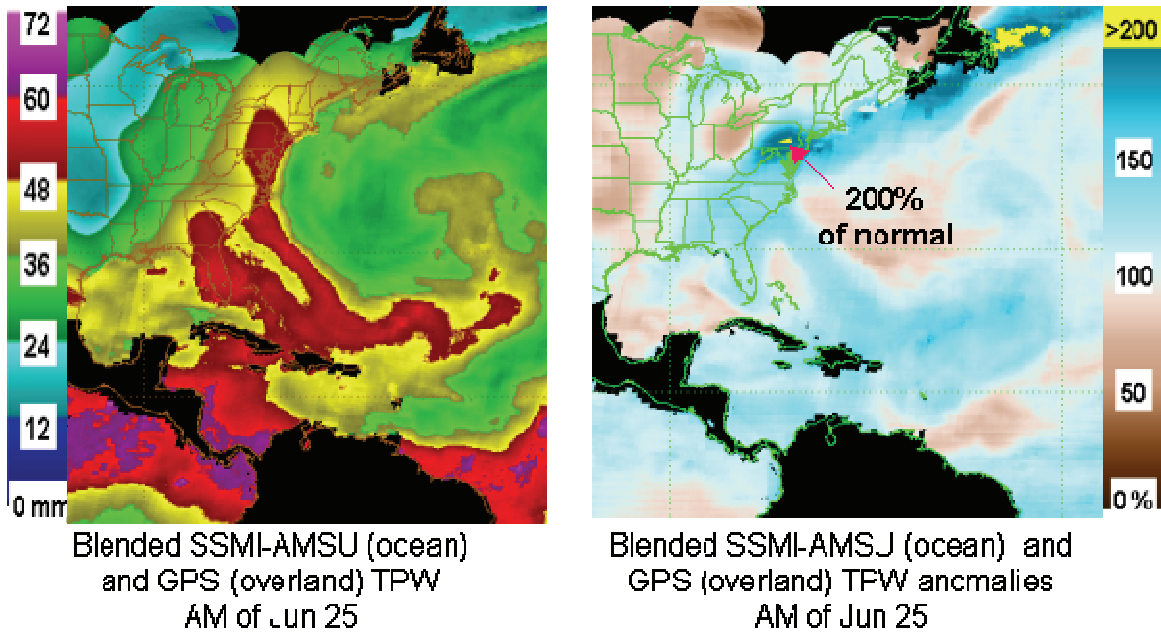 72
60
48
36
24
12
0 mm
Blended SSMI-AMSU (ocean)
and GPS (overland) TPW
AM of Jun 25
200%
of normal
>200
150
100
50
0 %
Blended SSMI-AMSJ (ocean) and
GPS (overland) TPW ancmalies
AM of Jun 25